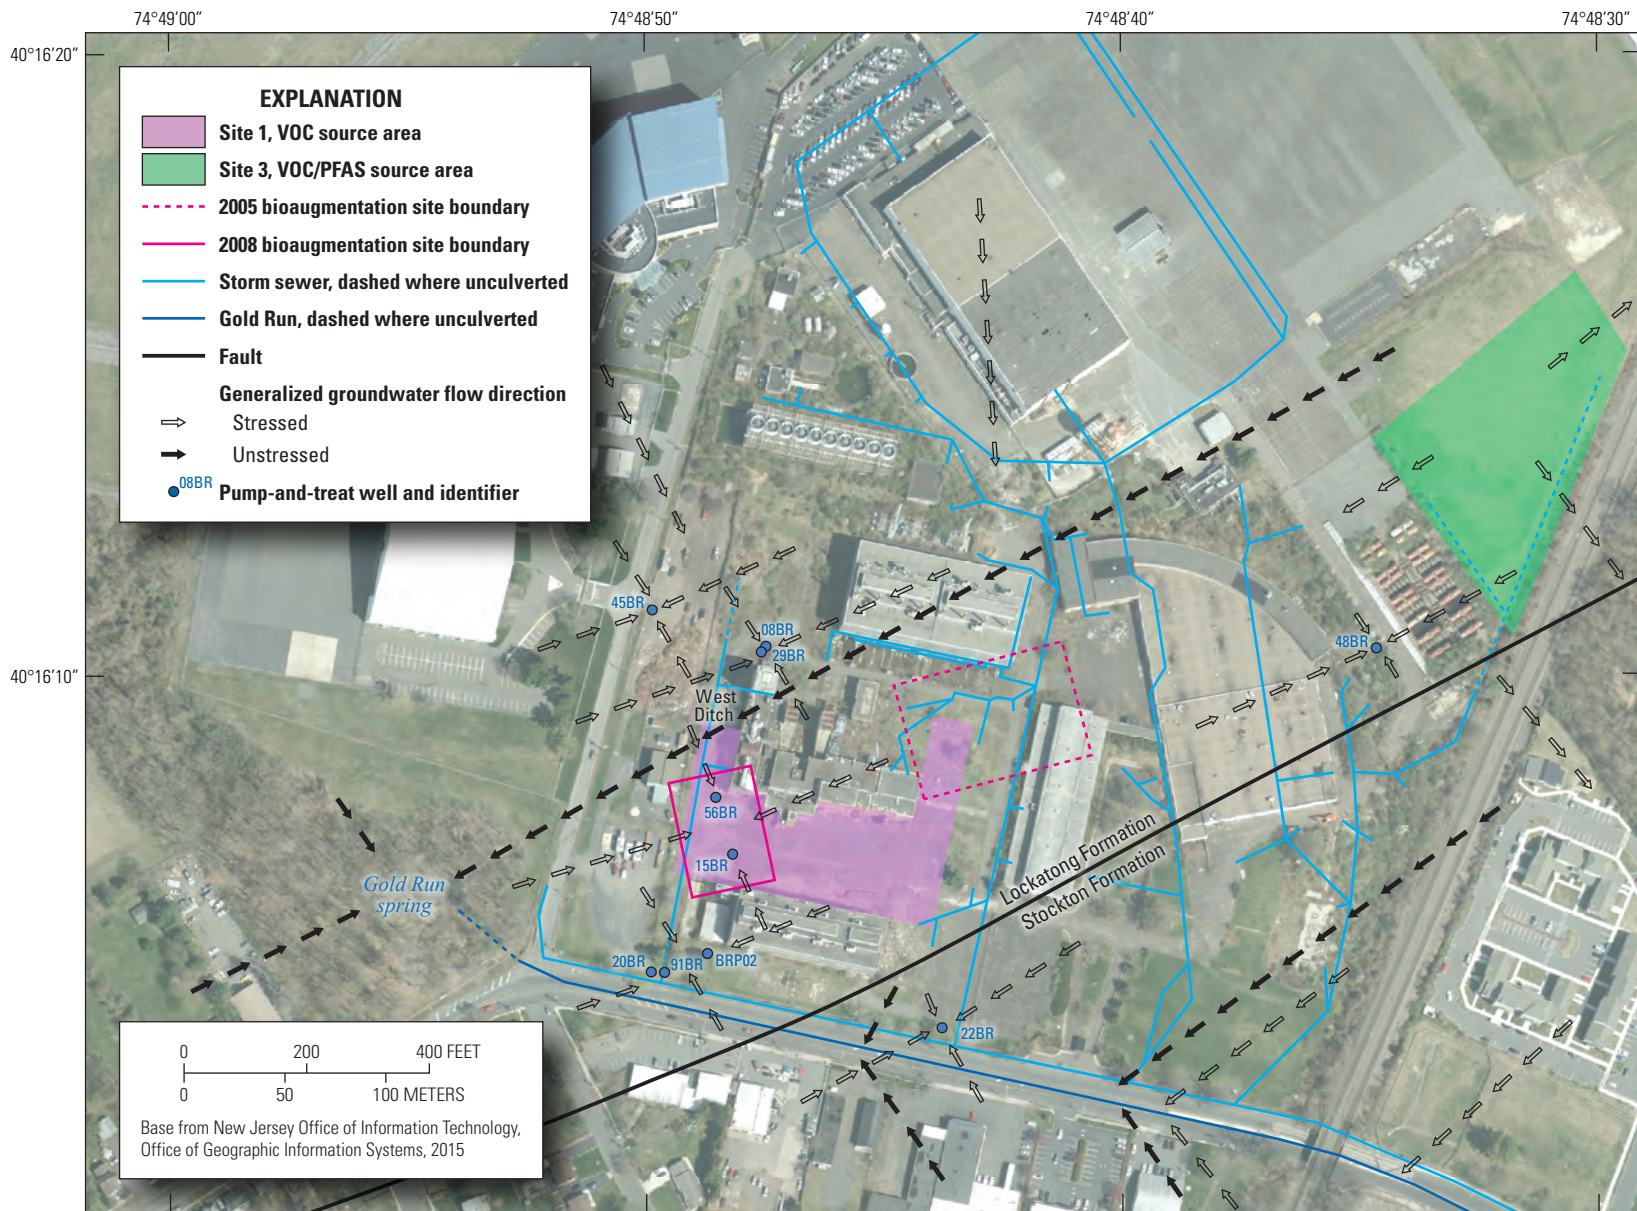 74°49′00″
74°48′50″
74°48′40″
74°48′30″
40°16′20″
EXPLANATION
Site 1, VOC source area
Site 3, VOC/PFAS source area
2005 bioaugmentation site boundary
2008 bioaugmentation site boundary
Storm sewer, dashed where unculverted
Gold Run, dashed where unculverted
Fault
Generalized groundwater flow direction
Stressed
Unstressed
08BR
Pump-and-treat well and identifier
45BR
08BR
29BR
48BR
40°16′10″
West
Ditch
56BR
15BR
Lockatong Formation
Stockton Formation
Gold Run
spring
20BR
91BR
BRP02
22BR
0 200 400 FEET
0 50 100 METERS
Base from New Jersey Office of Information Technology,
Office of Geographic Information Systems, 2015